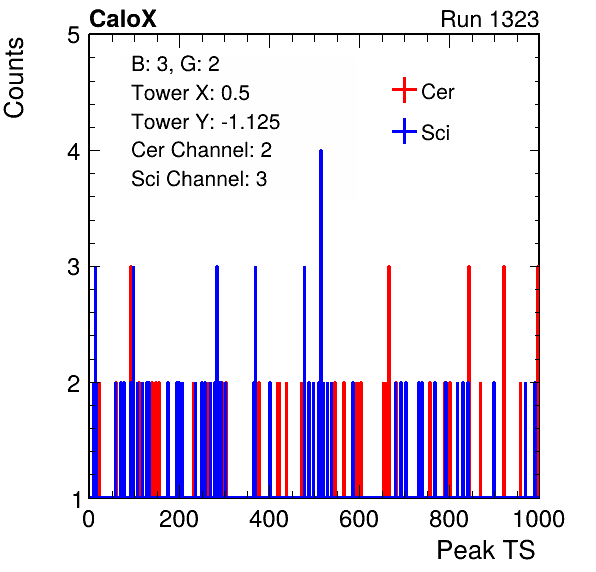 CaloX Run 1323
Counts
B: 3, G: 2
Tower X: 0.5
Tower Y: -1.125
Cer Channel: 2
Sci Channel: 3
Cer
Sci
5
4
3
2
1
0 200 400 600 800 1000
Peak TS